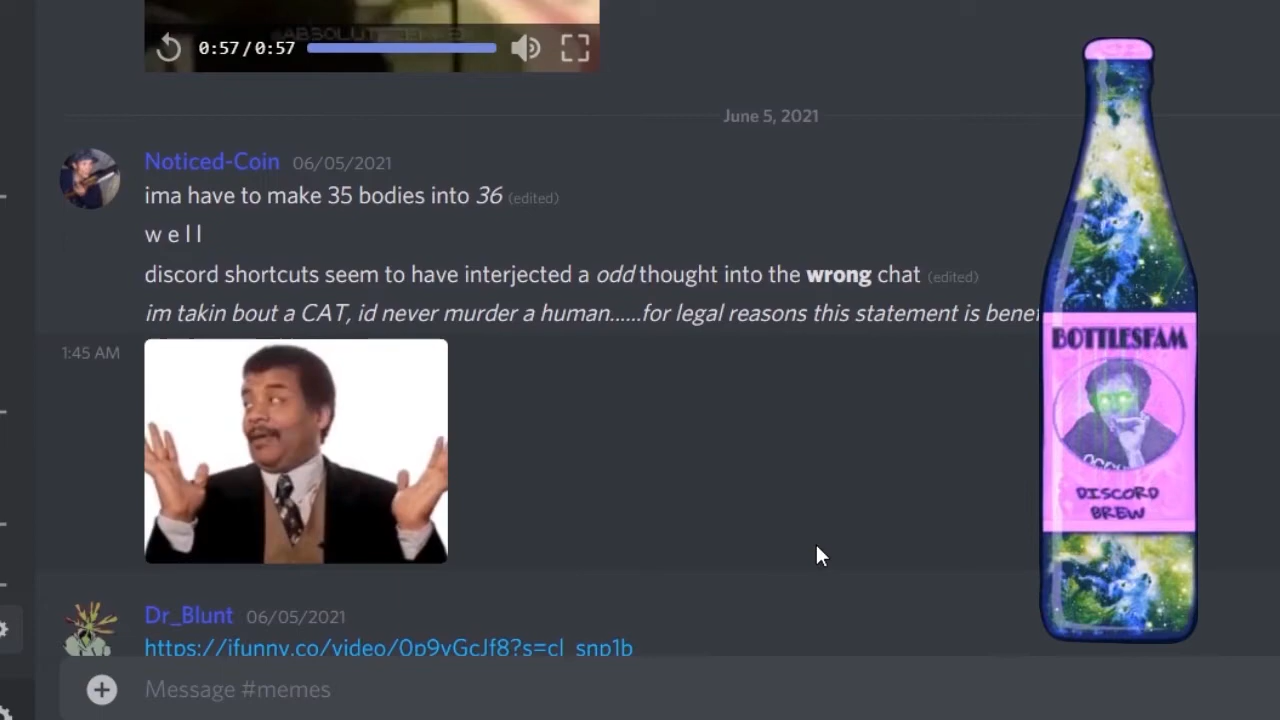 0:57/0:57
June 5, 2021
Noticed-Coin 06/05/2021
ima have to make 35 bodies into 36 (edited)
w e l l
discord shortcuts seem to have interjected a odd thought into the wrong chat (edited)
im takin bout a CAT, id never murder a human......for legal reasons this statement is
1:45 AM
BOTTLESFAM
DISCORD
BREW
Dr_Blunt 06/05/2021
https://ifunny.co/video/0p9vGcJf8?s=cl_snp1b
Message #memes